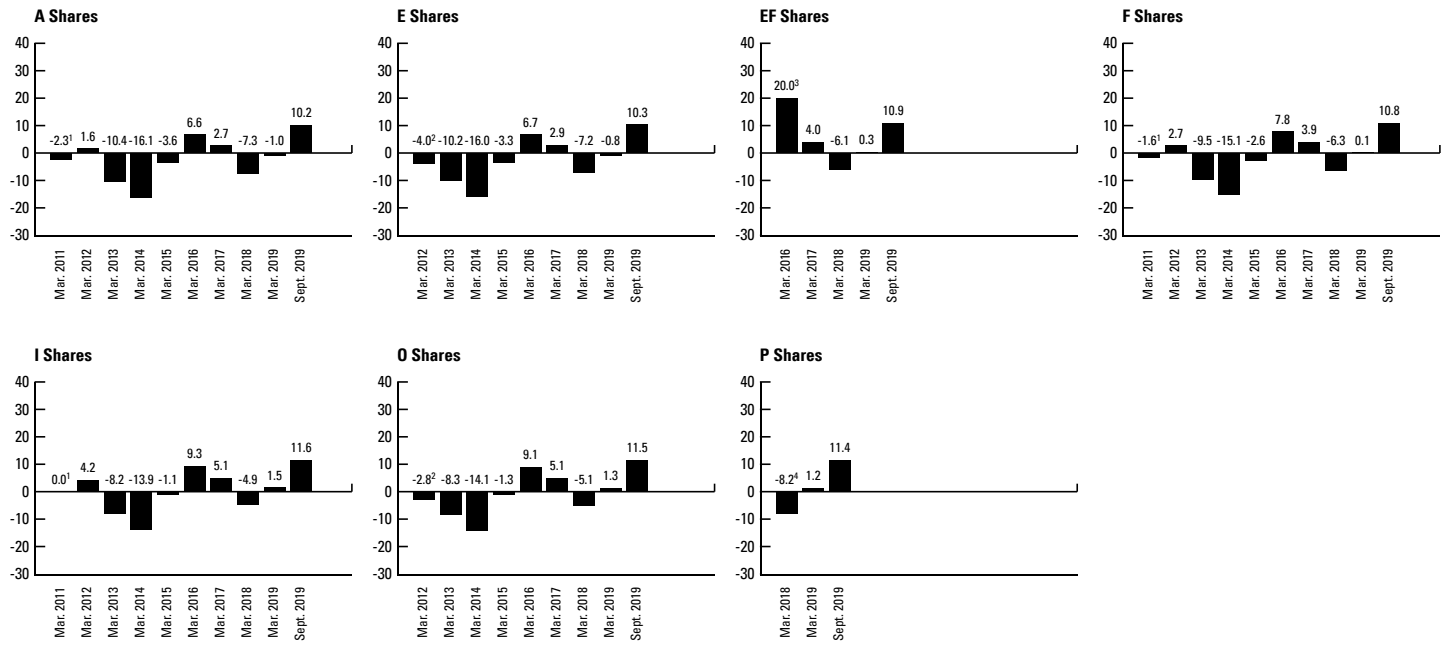 A Shares
40
30
20
10
0
-10
-20
-30
-2.3¹ 1.6 -10.4 -16.1 -3.6 6.6 2.7 -7.3 -1.0 10.2
Mar. 2011
Mar. 2012
Mar. 2013
Mar. 2014
Mar. 2015
Mar. 2016
Mar. 2017
Mar. 2018
Mar. 2019
Sept. 2019
E Shares
40
30
20
10
0
-10
-20
-30
-4.0² -10.2 -16.0 -3.3 6.7 2.9 -7.2 -0.8 10.3
Mar. 2012
Mar. 2013
Mar. 2014
Mar. 2015
Mar. 2016
Mar. 2017
Mar. 2018
Mar. 2019
Sept. 2019
EF Shares
40
30
20
10
0
-10
-20
-30
20.0³ 4.0 -6.1 0.3 10.9
Mar. 2016
Mar. 2017
Mar. 2018
Mar. 2019
Sept. 2019
F Shares
40
30
20
10
0
-10
-20
-30
-1.6¹ 2.7 -9.5 -15.1 -2.6 7.8 3.9 -6.3 0.1 10.8
Mar. 2011
Mar. 2012
Mar. 2013
Mar. 2014
Mar. 2015
Mar. 2016
Mar. 2017
Mar. 2018
Mar. 2019
Sept. 2019
I Shares
40
30
20
10
0
-10
-20
-30
0.0¹ 4.2 -8.2 -13.9 -1.1 9.3 5.1 -4.9 1.5 11.6
Mar. 2011
Mar. 2012
Mar. 2013
Mar. 2014
Mar. 2015
Mar. 2016
Mar. 2017
Mar. 2018
Mar. 2019
Sept. 2019
O Shares
40
30
20
10
0
-10
-20
-30
-2.8² -8.3 -14.1 -1.3 9.1 5.1 -5.1 1.3 11.5
Mar. 2012
Mar. 2013
Mar. 2014
Mar. 2015
Mar. 2016
Mar. 2017
Mar. 2018
Mar. 2019
Sept. 2019
P Shares
40
30
20
10
0
-10
-20
-30
-8.2⁴ 1.2 11.4
Mar. 2018
Mar. 2019
Sept. 2019